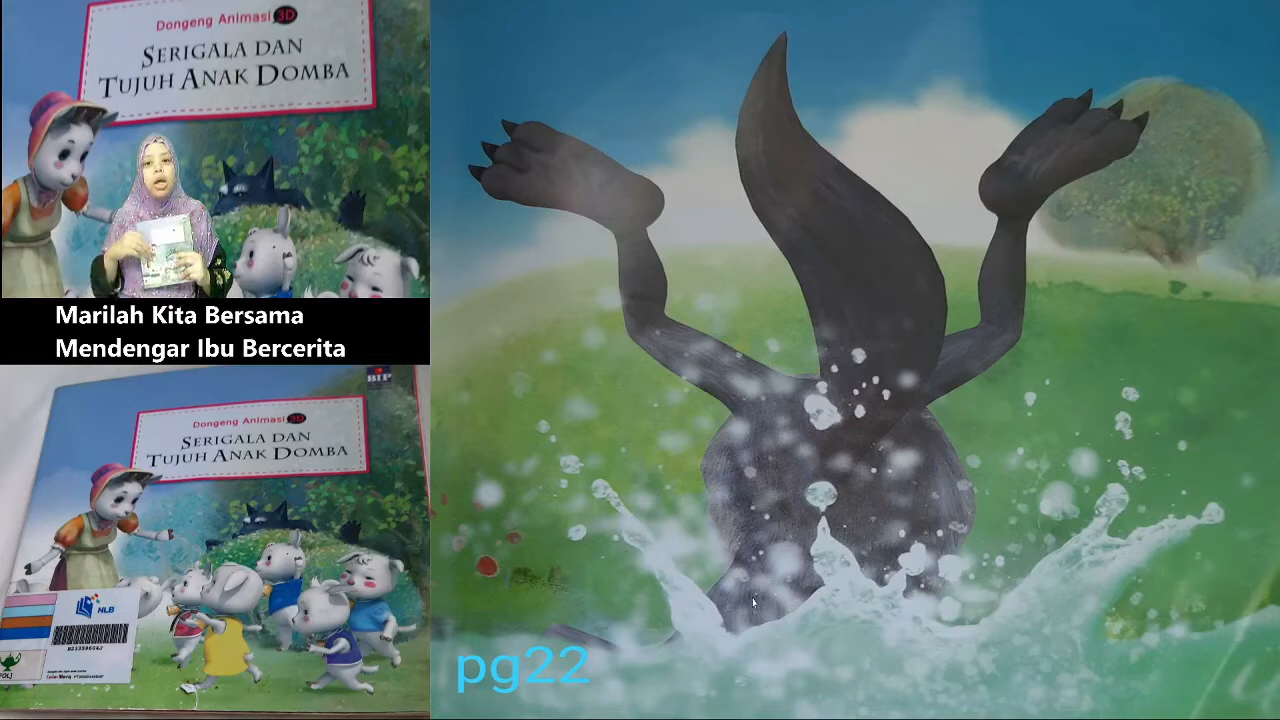 Dongeng Animasi 3D
SERIGALA DAN
TUJUH ANAK DOMBA
Marilah Kita Bersama
Mendengar Ibu Bercerita
BIP
Dongeng Animasi 3D
SERIGALA DAN
TUJUH ANAK DOMBA
NLB
pg22